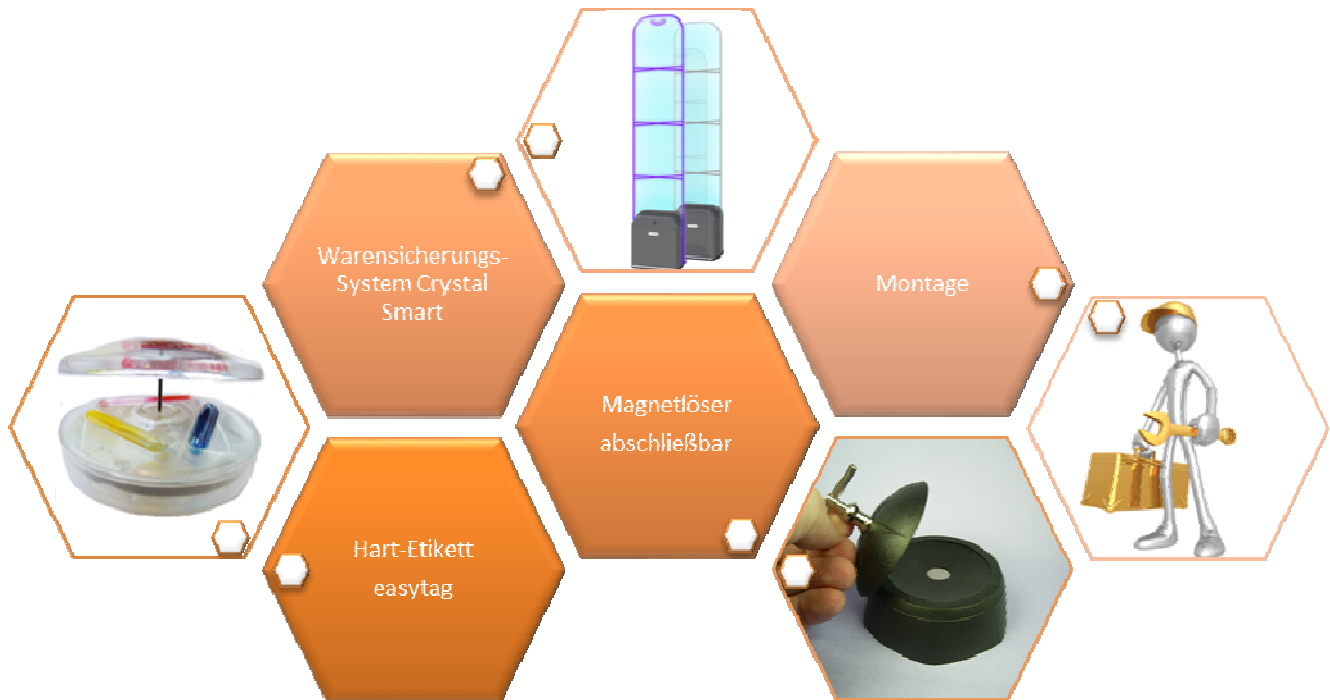 Warensicherungs-
System Crystal
Smart
Montage
Magnetlöser
abschließbar
Hart-Etikett
easytag